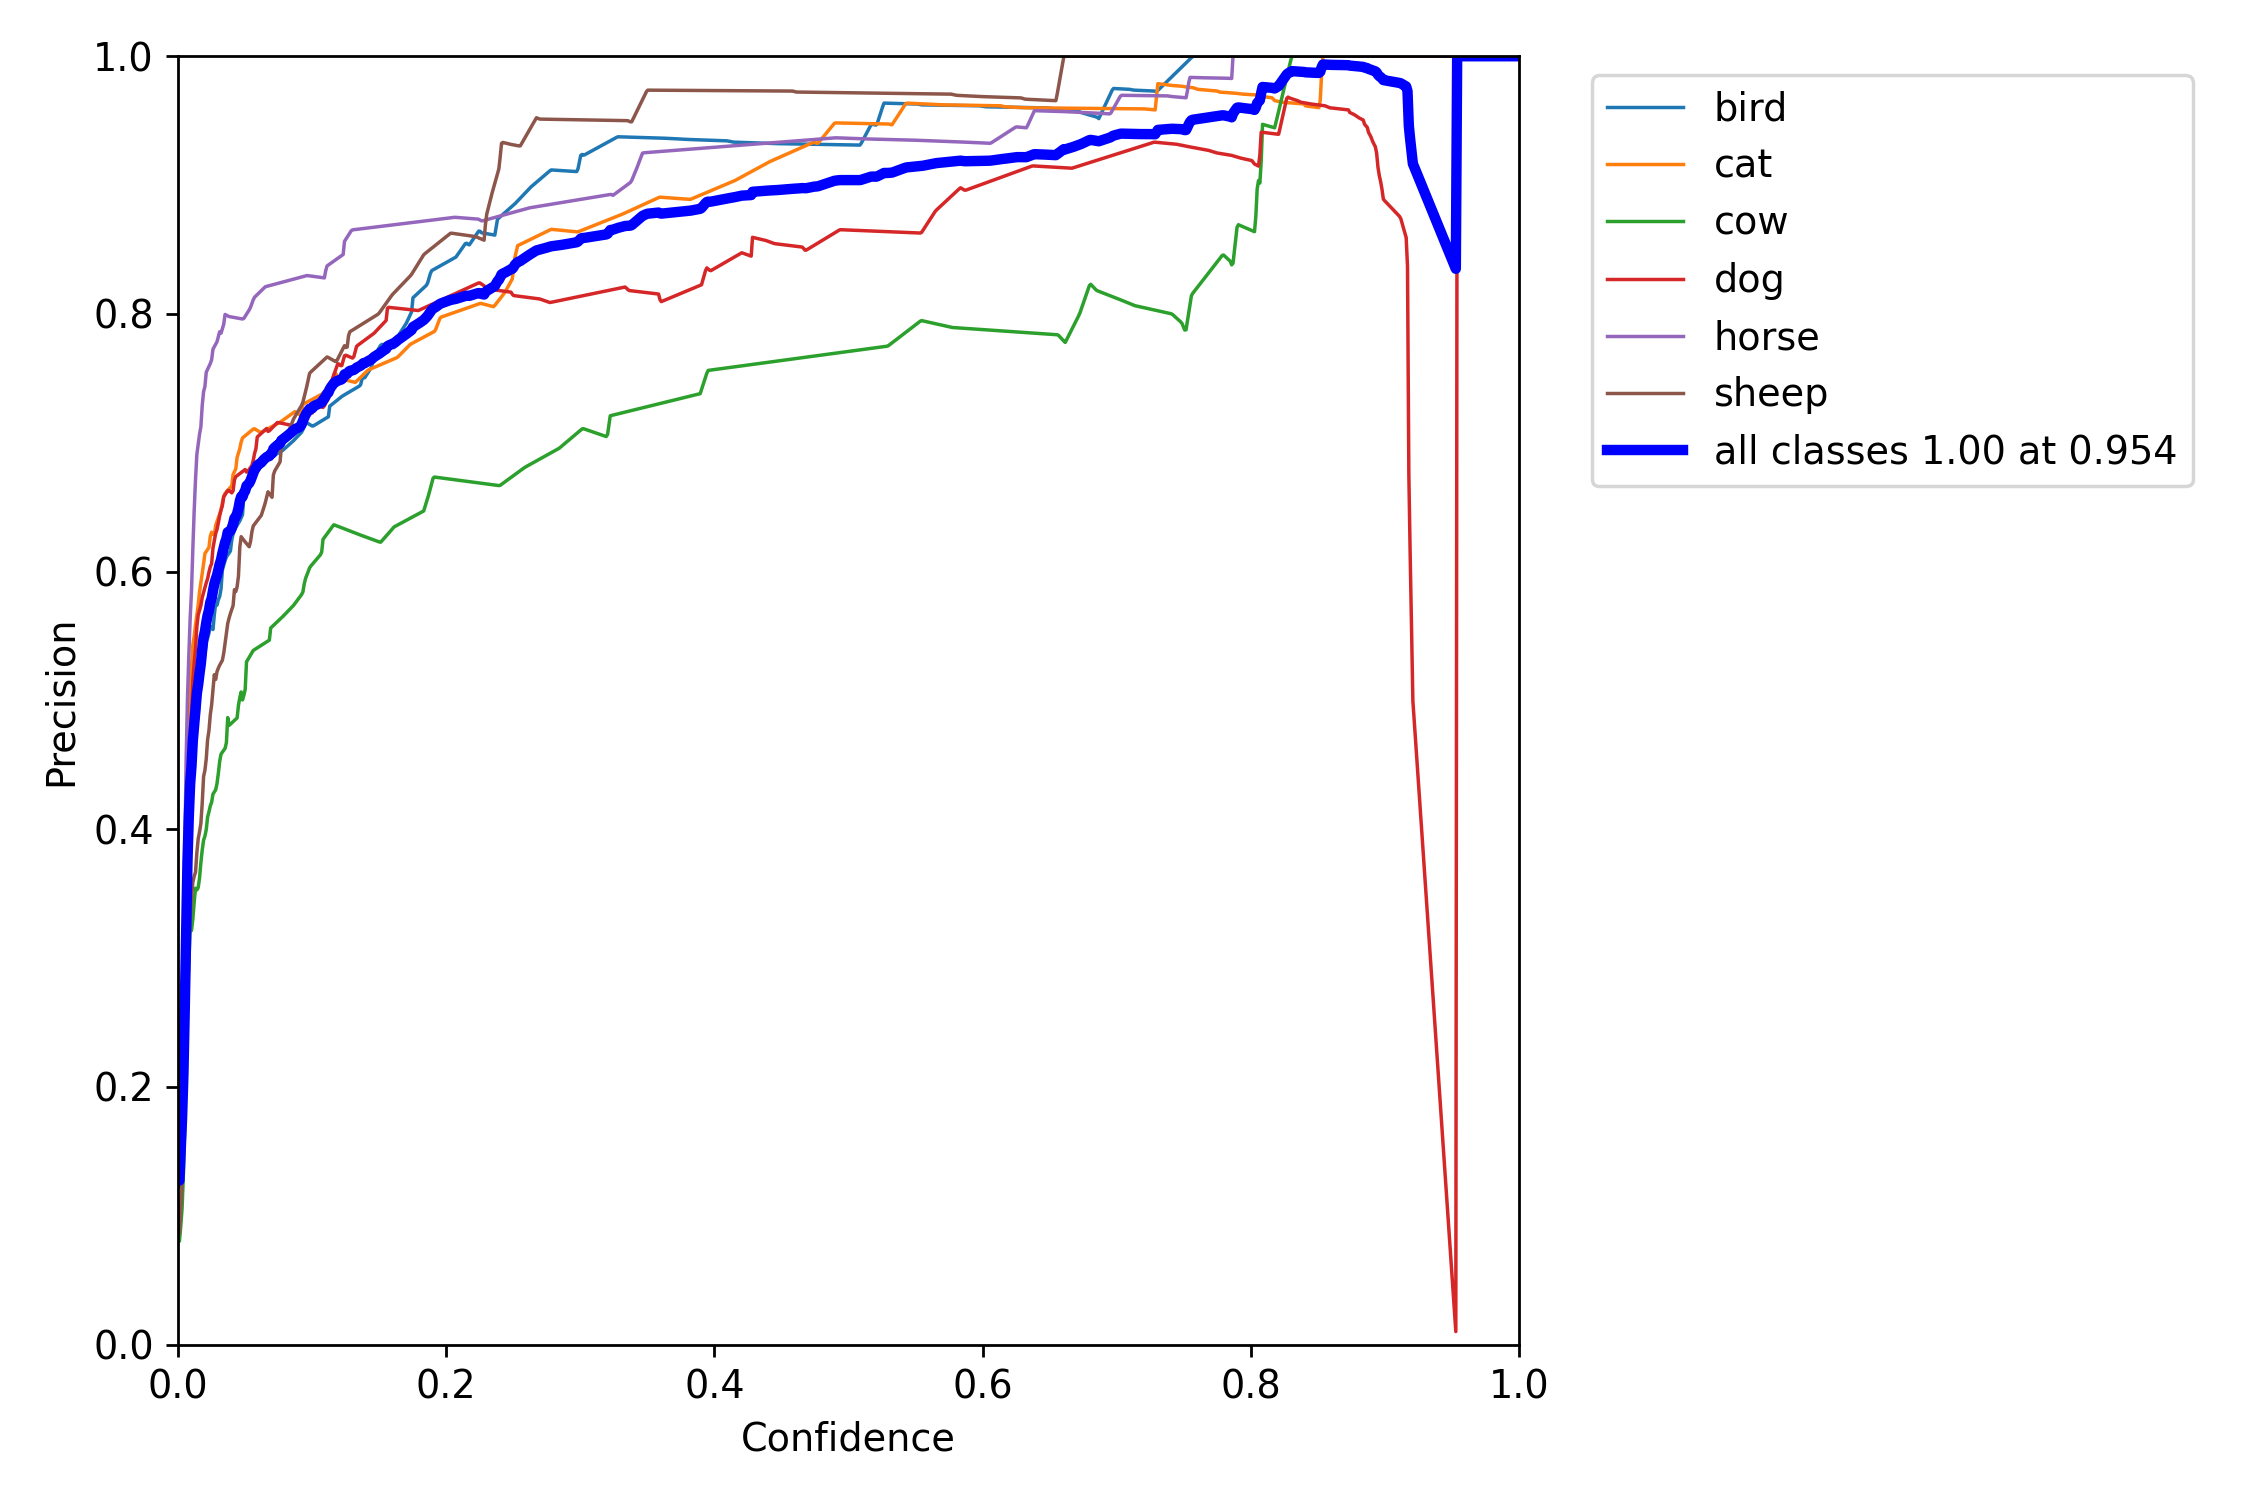 1.0
0.8
0.6
0.4
0.2
0.0
Precision
0.0 0.2 0.4 0.6 0.8 1.0
Confidence
bird
cat
cow
dog
horse
sheep
all classes 1.00 at 0.954